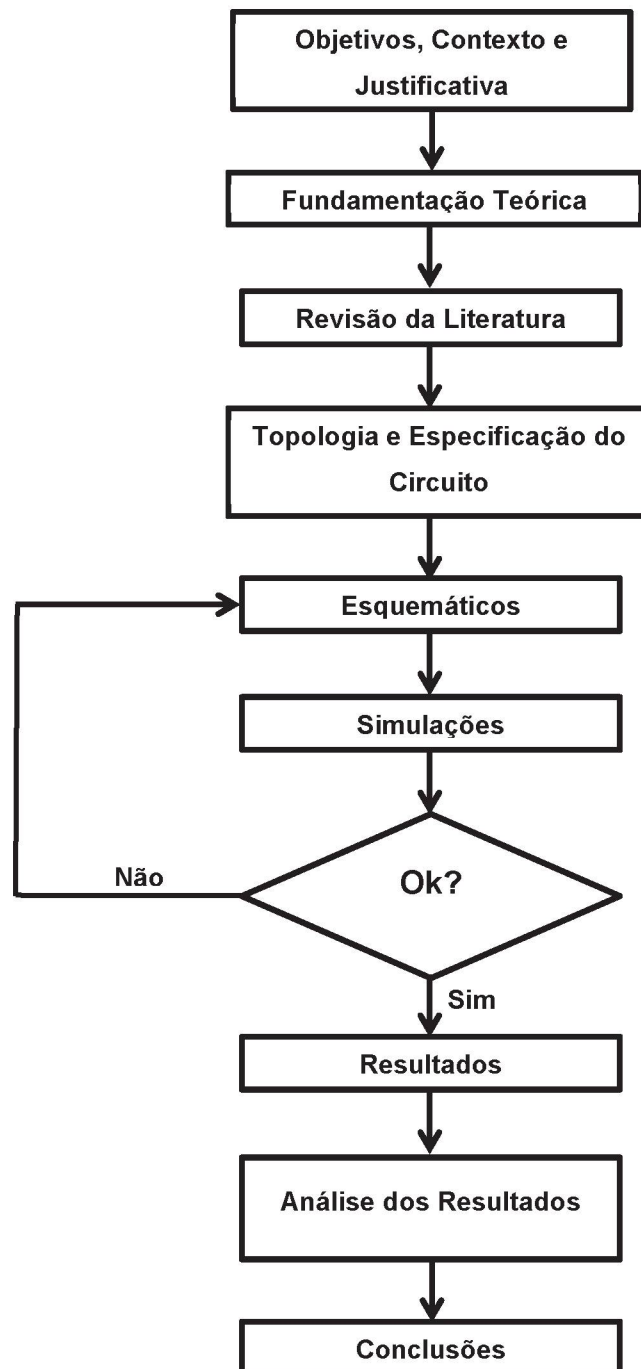 Objetivos, Contexto e
Justificativa
Fundamentação Teórica
Revisão da Literatura
Topologia e Especificação do
Circuito
Esquemáticos
Simulações
Ok?
Não
Sim
Resultados
Análise dos Resultados
Conclusões